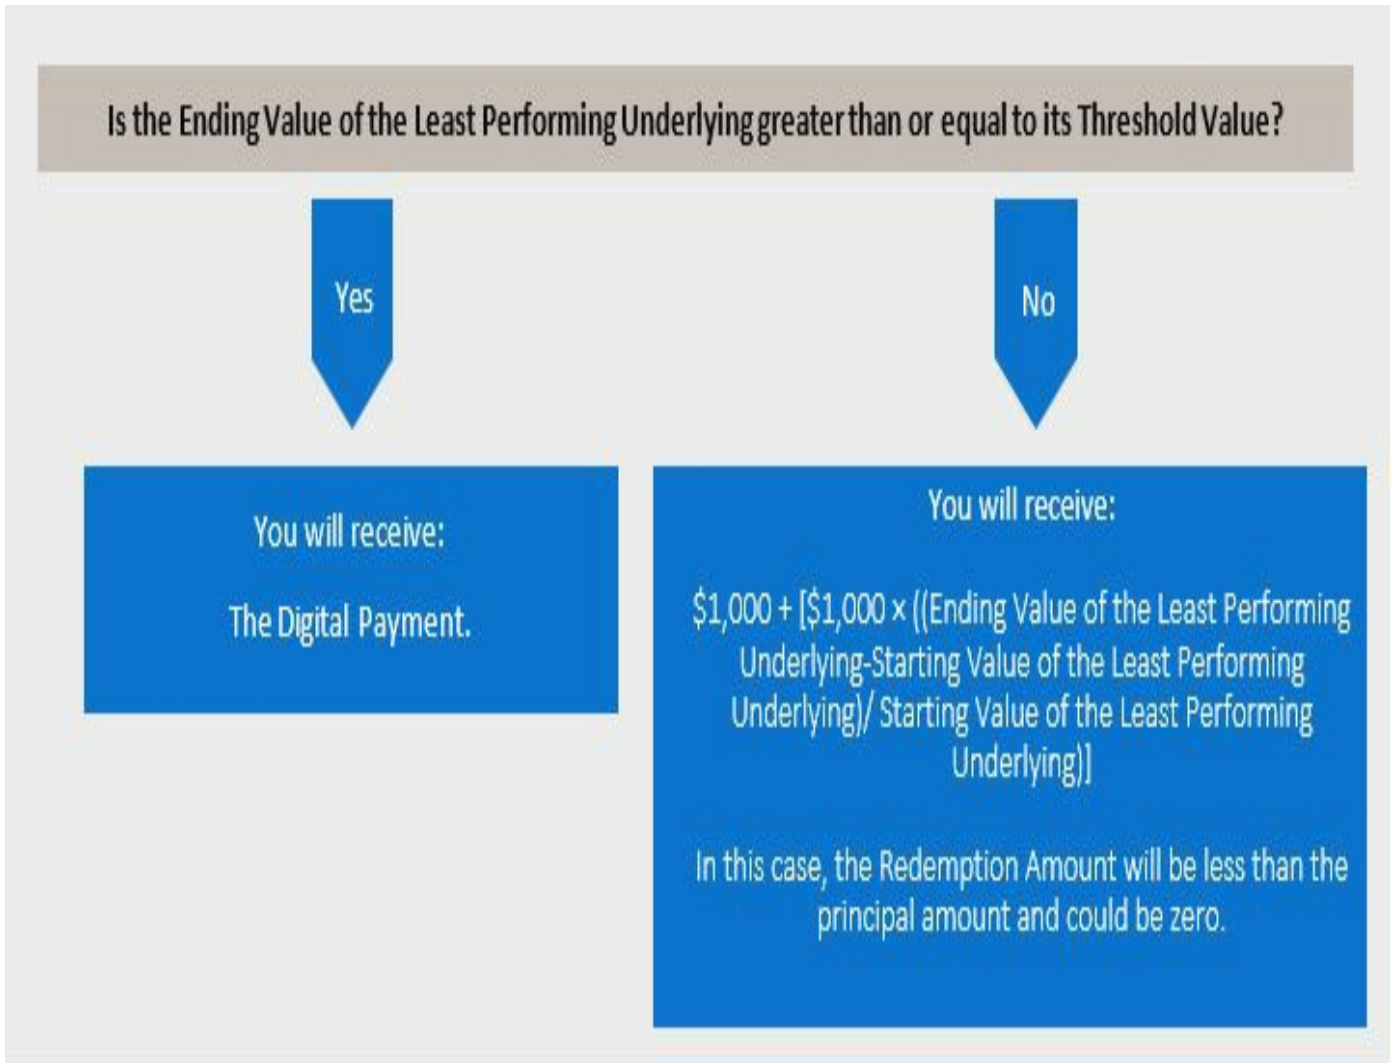 Is the Ending Value of the Least Performing Underlying greater than or equal to its Threshold Value?
Yes
No
You will receive:
The Digital Payment.
You will receive:
$1,000 + [$1,000 × ((Ending Value of the Least Performing
Underlying-Starting Value of the Least Performing
Underlying)/ Starting Value of the Least Performing
Underlying)]
In this case, the Redemption Amount will be less than the
principal amount and could be zero.